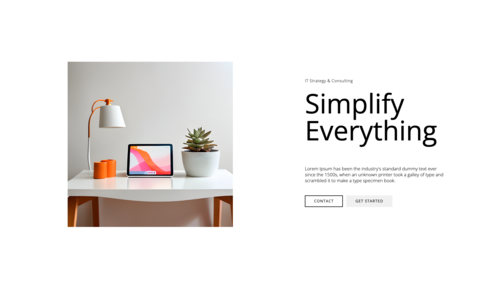 IT Strategy & Consulting
Simplify
Everything
Lorem Ipsum has been the industry's standard dummy text ever
since the 1500s, when an unknown printer took a galley of type and
scrambled it to make a type specimen book
CONTACT
GET STARTED